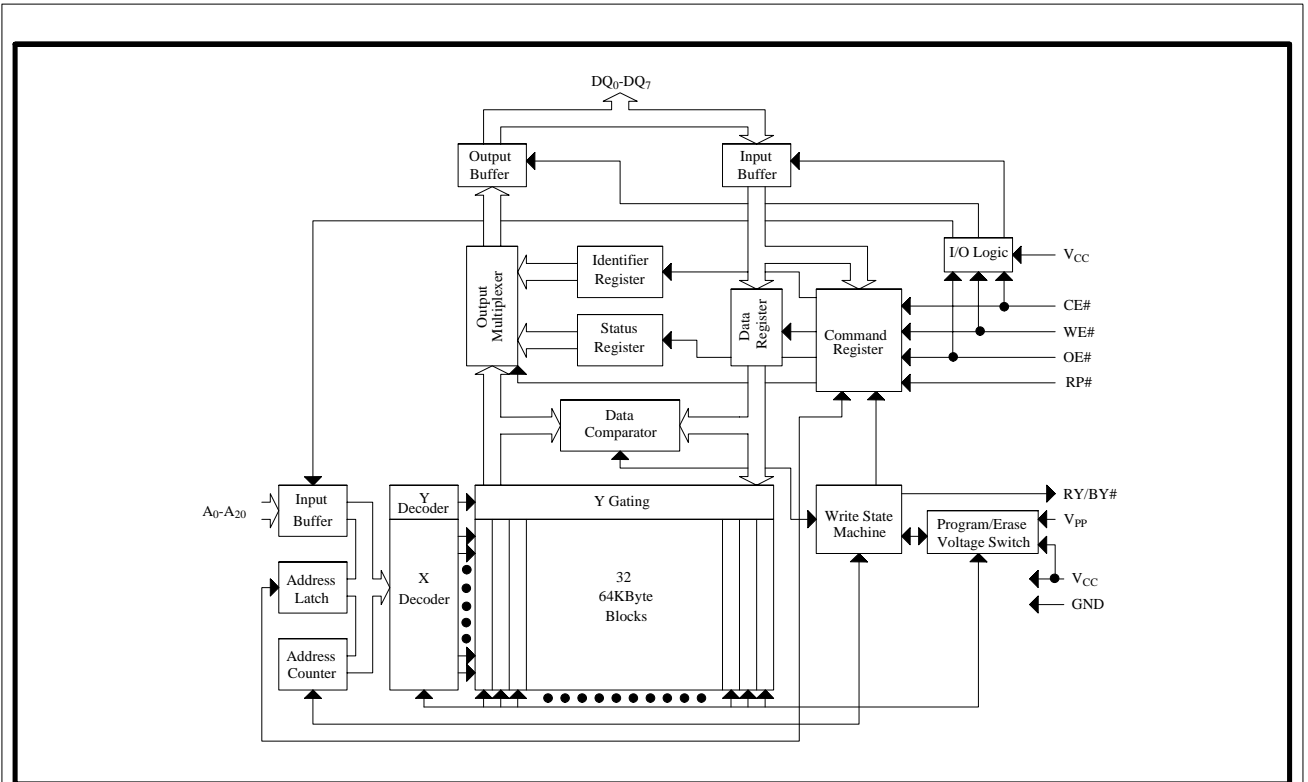 DQ0-DQ7
Output
Buffer
Input
Buffer
I/O Logic
VCC
Output
Multiplexer
Identifier
Register
Status
Register
Data
Register
Command
Register
CE#
WE#
OE#
RP#
Data
Comparator
A0-A20
Input
Buffer
Y
Decoder
Y Gating
Write State
Machine
RY/BY#
Program/Erase
Voltage Switch
VPP
VCC
GND
Address
Latch
X
Decoder
32
64KByte
Blocks
Address
Counter